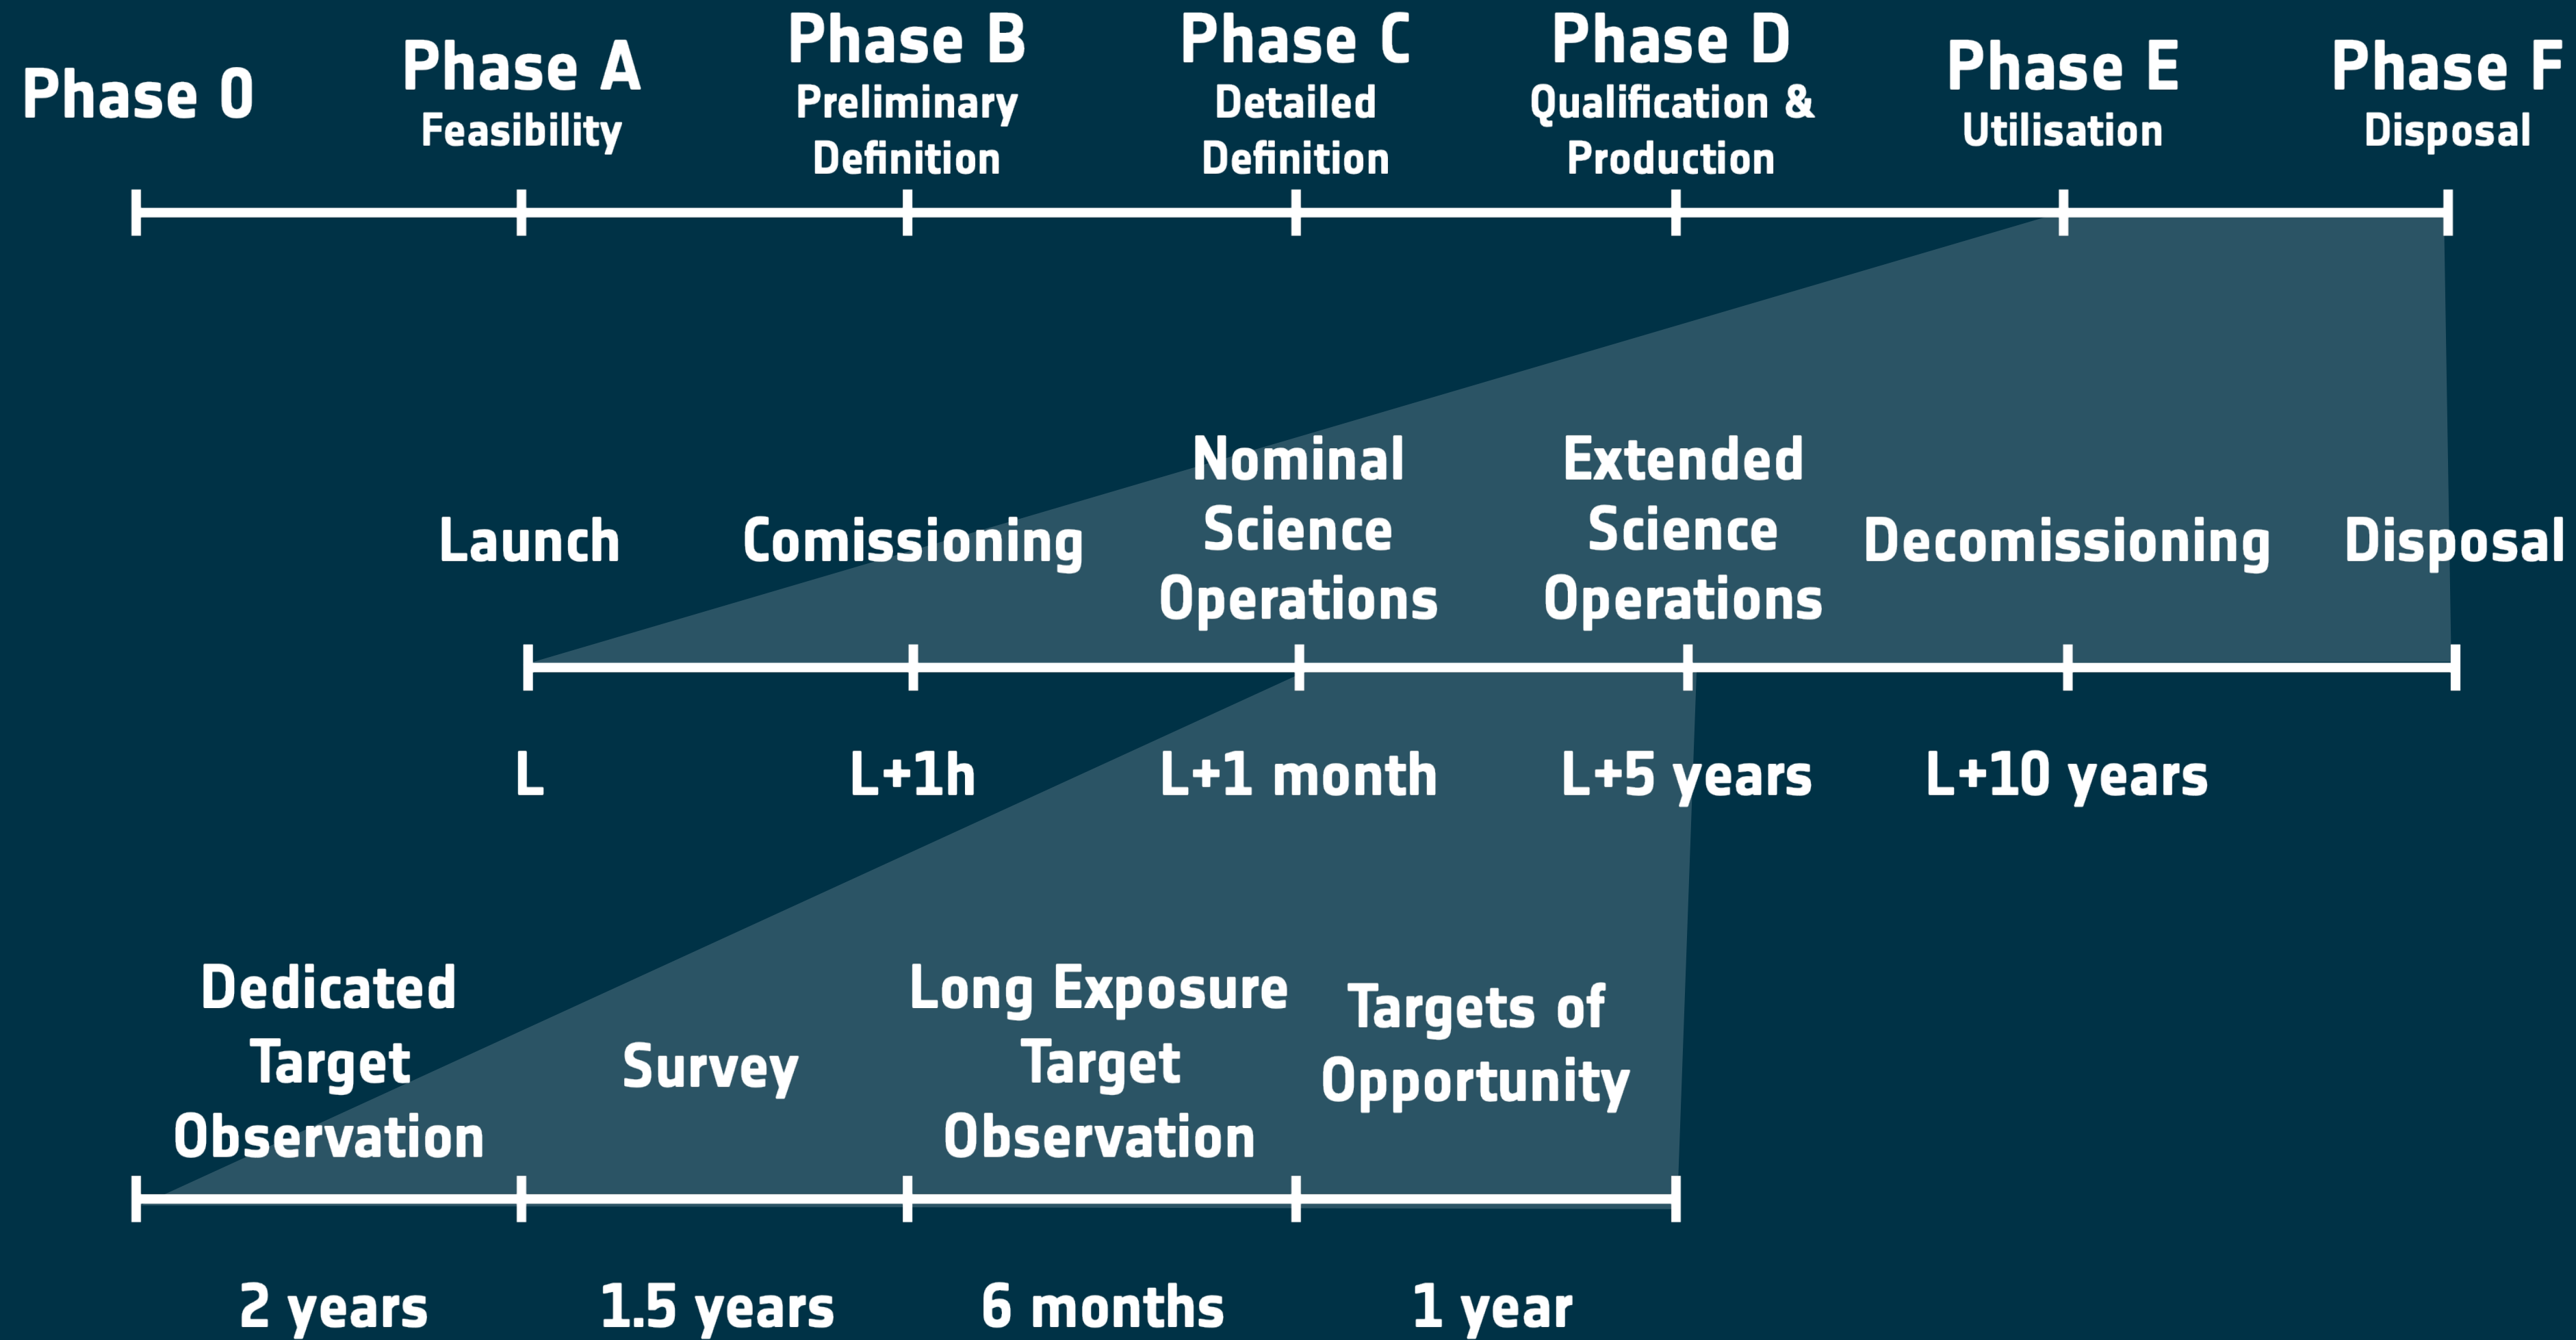 Phase 0
Phase A
Feasibility
Phase B
Preliminary
Definition
Phase C
Detailed
Definition
Phase D
Qualification &
Production
Phase E
Utilisation
Phase F
Disposal
Launch
Comissioning
Nominal
Science
Operations
Extended
Science
Operations
Decomissioning
Disposal
L
L+1h
L+1 month
L+5 years
L+10 years
Dedicated
Target
Observation
Survey
Long Exposure
Target
Observation
Targets of
Opportunity
2 years
1.5 years
6 months
1 year